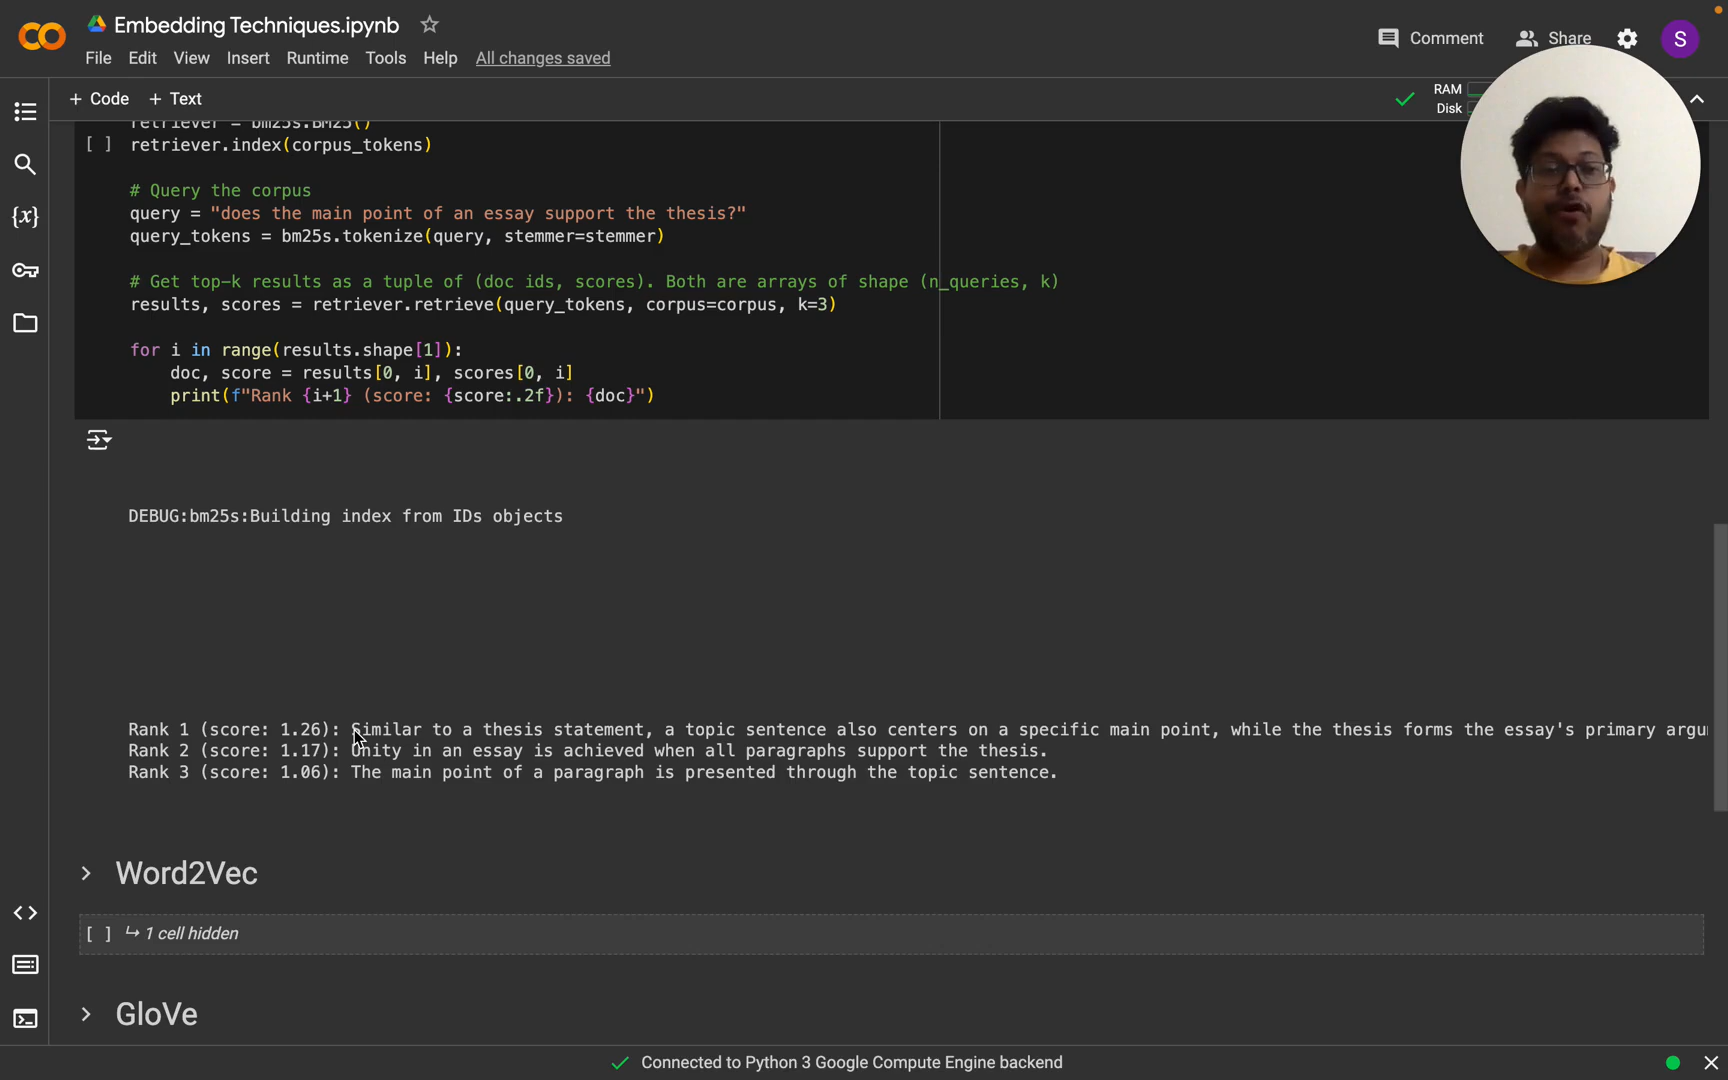 Embedding Techniques.ipynb
File Edit View Insert Runtime Tools Help All changes saved
Comment Share S
+ Code + Text
RAM
Disk
retriever = bm25s.BM25()
[ ] retriever.index(corpus_tokens)
# Query the corpus
query = "does the main point of an essay support the thesis?"
query_tokens = bm25s.tokenize(query, stemmer=stemmer)
# Get top-k results as a tuple of (doc ids, scores). Both are arrays of shape (n_queries, k)
results, scores = retriever.retrieve(query_tokens, corpus=corpus, k=3)
for i in range(results.shape[1]):
doc, score = results[0, i], scores[0, i]
print(f"Rank {i+1} (score: {score:.2f}): {doc}")
DEBUG:bm25s:Building index from IDs objects
Rank 1 (score: 1.26): Similar to a thesis statement, a topic sentence also centers on a specific main point, while the thesis forms the essay's primary argu
Rank 2 (score: 1.17): Unity in an essay is achieved when all paragraphs support the thesis.
Rank 3 (score: 1.06): The main point of a paragraph is presented through the topic sentence.
Word2Vec
[ ] ↳ 1 cell hidden
GloVe
Connected to Python 3 Google Compute Engine backend